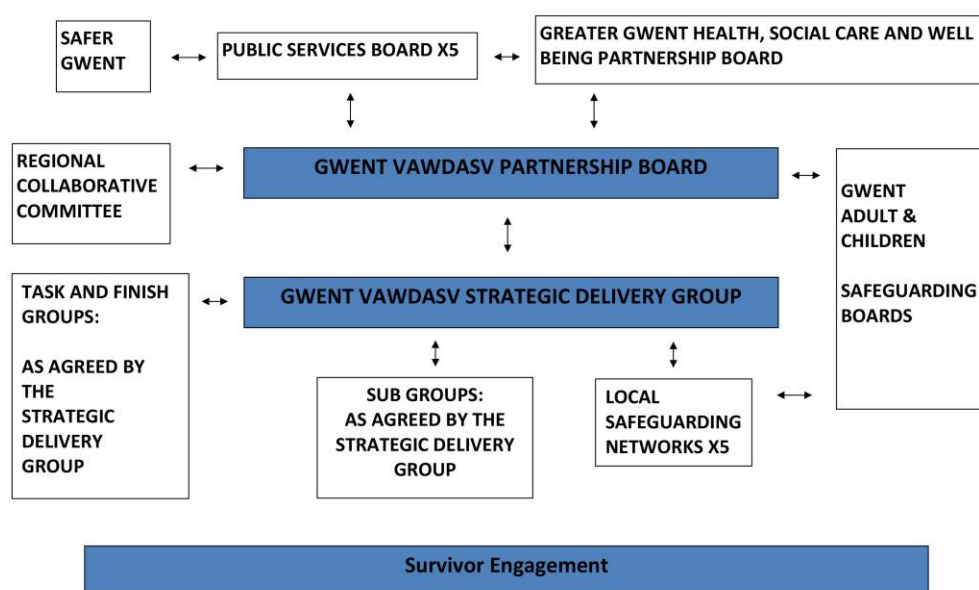 SAFER
GWENT
PUBLIC SERVICES BOARD X5
GREATER GWENT HEALTH, SOCIAL CARE AND WELL
BEING PARTNERSHIP BOARD
REGIONAL
COLLABORATIVE
COMMITTEE
GWENT VAWDASV PARTNERSHIP BOARD
GWENT
ADULT &
CHILDREN
SAFEGUARDING
BOARDS
TASK AND FINISH
GROUPS:
AS AGREED BY
THE
STRATEGIC
DELIVERY
GROUP
GWENT VAWDASV STRATEGIC DELIVERY GROUP
SUB GROUPS:
AS AGREED BY THE
STRATEGIC DELIVERY
GROUP
LOCAL
SAFEGUARDING
NETWORKS X5
Survivor Engagement